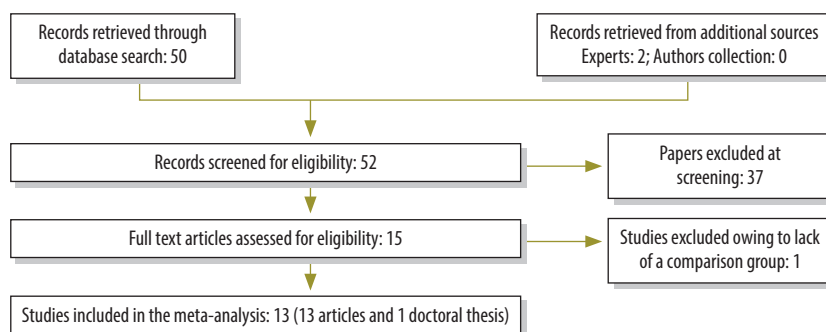 Records retrieved through
database search: 50
Records retrieved from additional sources
Experts: 2; Authors collection: 0
Records screened for eligibility: 52
Papers excluded at
screening: 37
Full text articles assessed for eligibility: 15
Studies excluded owing to lack
of a comparison group: 1
Studies included in the meta-analysis: 13 (13 articles and 1 doctoral thesis)